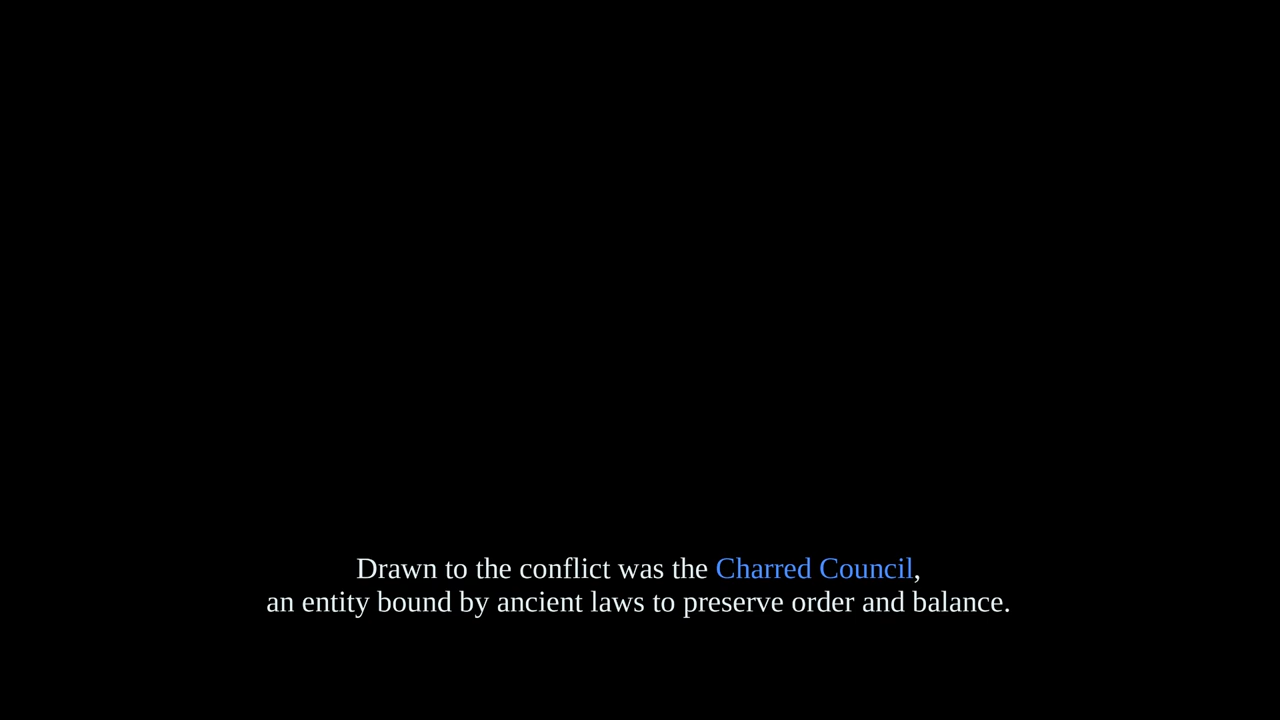 Drawn to the conflict was the Charred Council,
an entity bound by ancient laws to preserve order and balance.